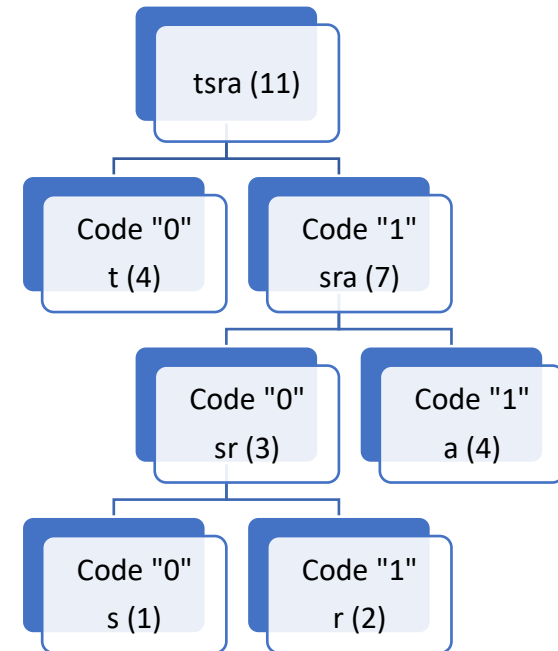 tsra (11)
Code "0"
t (4)
Code "1"
sra (7)
Code "0"
sr (3)
Code "1"
a (4)
Code "0"
s (1)
Code "1"
r (2)